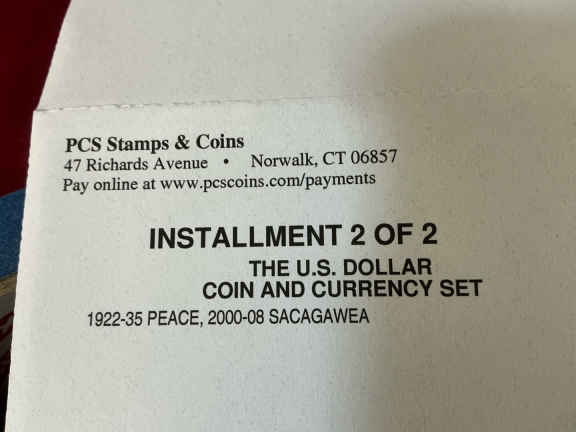 PCS Stamps & Coins
47 Richards Avenue • Norwalk, CT 06857
Pay online at www.pcscoins.com/payments
INSTALLMENT 2 OF 2
THE U.S. DOLLAR
COIN AND CURRENCY SET
1922-35 PEACE, 2000-08 SACAGAWEA